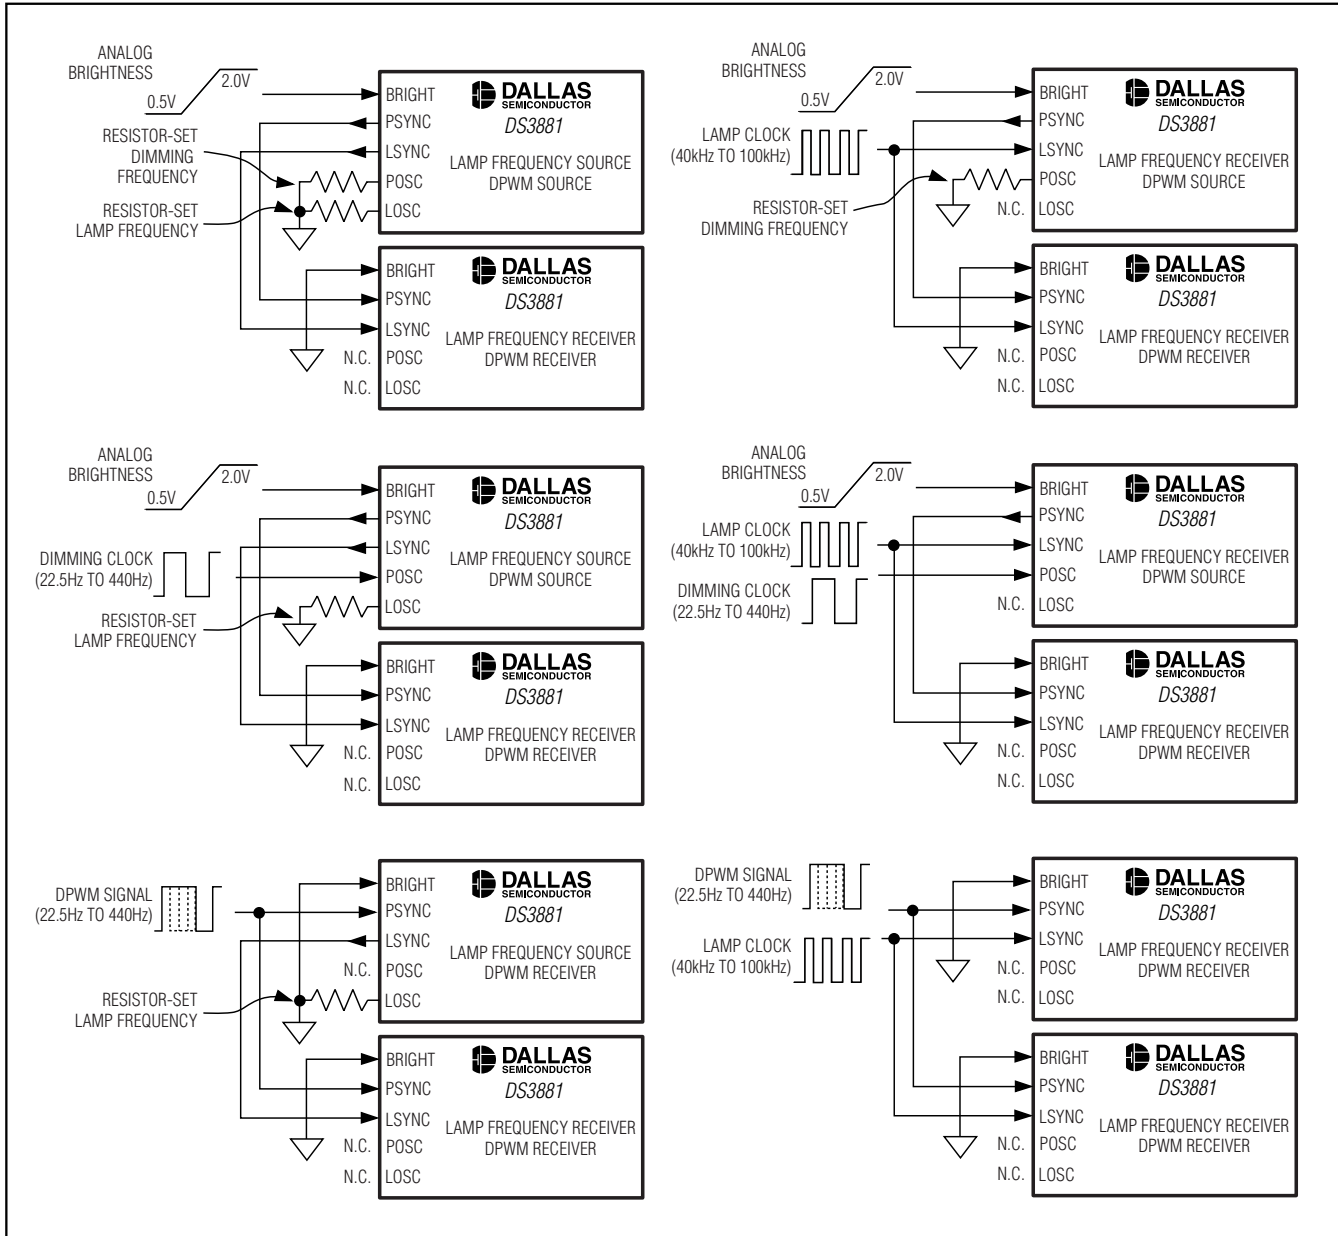 ANALOG
BRIGHTNESS
0.5V
2.0V
RESISTOR-SET
DIMMING
FREQUENCY
RESISTOR-SET
LAMP FREQUENCY
BRIGHT
PSYNC
LSYNC
POSC
LOSC
DALLAS
SEMICONDUCTOR
DS3881
LAMP FREQUENCY SOURCE
DPWM SOURCE
BRIGHT
PSYNC
LSYNC
N.C. POSC
N.C. LOSC
DALLAS
SEMICONDUCTOR
DS3881
LAMP FREQUENCY RECEIVER
DPWM RECEIVER
ANALOG
BRIGHTNESS
0.5V
2.0V
LAMP CLOCK
(40kHz TO 100kHz)
RESISTOR-SET
DIMMING FREQUENCY
BRIGHT
PSYNC
LSYNC
POSC
N.C. LOSC
DALLAS
SEMICONDUCTOR
DS3881
LAMP FREQUENCY RECEIVER
DPWM SOURCE
BRIGHT
PSYNC
LSYNC
N.C. POSC
N.C. LOSC
DALLAS
SEMICONDUCTOR
DS3881
LAMP FREQUENCY RECEIVER
DPWM RECEIVER
ANALOG
BRIGHTNESS
0.5V
2.0V
DIMMING CLOCK
(22.5Hz TO 440Hz)
RESISTOR-SET
LAMP FREQUENCY
BRIGHT
PSYNC
LSYNC
POSC
LOSC
DALLAS
SEMICONDUCTOR
DS3881
LAMP FREQUENCY SOURCE
DPWM SOURCE
BRIGHT
PSYNC
LSYNC
N.C. POSC
N.C. LOSC
DALLAS
SEMICONDUCTOR
DS3881
LAMP FREQUENCY RECEIVER
DPWM RECEIVER
ANALOG
BRIGHTNESS
0.5V
2.0V
LAMP CLOCK
(40kHz TO 100kHz)
DIMMING CLOCK
(22.5Hz TO 440Hz)
BRIGHT
PSYNC
LSYNC
POSC
N.C. LOSC
DALLAS
SEMICONDUCTOR
DS3881
LAMP FREQUENCY RECEIVER
DPWM SOURCE
BRIGHT
PSYNC
LSYNC
N.C. POSC
N.C. LOSC
DALLAS
SEMICONDUCTOR
DS3881
LAMP FREQUENCY RECEIVER
DPWM RECEIVER
DPWM SIGNAL
(22.5Hz TO 440Hz)
RESISTOR-SET
LAMP FREQUENCY
BRIGHT
PSYNC
LSYNC
N.C. POSC
LOSC
DALLAS
SEMICONDUCTOR
DS3881
LAMP FREQUENCY SOURCE
DPWM RECEIVER
BRIGHT
PSYNC
LSYNC
N.C. POSC
N.C. LOSC
DALLAS
SEMICONDUCTOR
DS3881
LAMP FREQUENCY RECEIVER
DPWM RECEIVER
DPWM SIGNAL
(22.5Hz TO 440Hz)
LAMP CLOCK
(40kHz TO 100kHz)
BRIGHT
PSYNC
LSYNC
N.C. POSC
N.C. LOSC
DALLAS
SEMICONDUCTOR
DS3881
LAMP FREQUENCY RECEIVER
DPWM RECEIVER
BRIGHT
PSYNC
LSYNC
N.C. POSC
N.C. LOSC
DALLAS
SEMICONDUCTOR
DS3881
LAMP FREQUENCY RECEIVER
DPWM RECEIVER